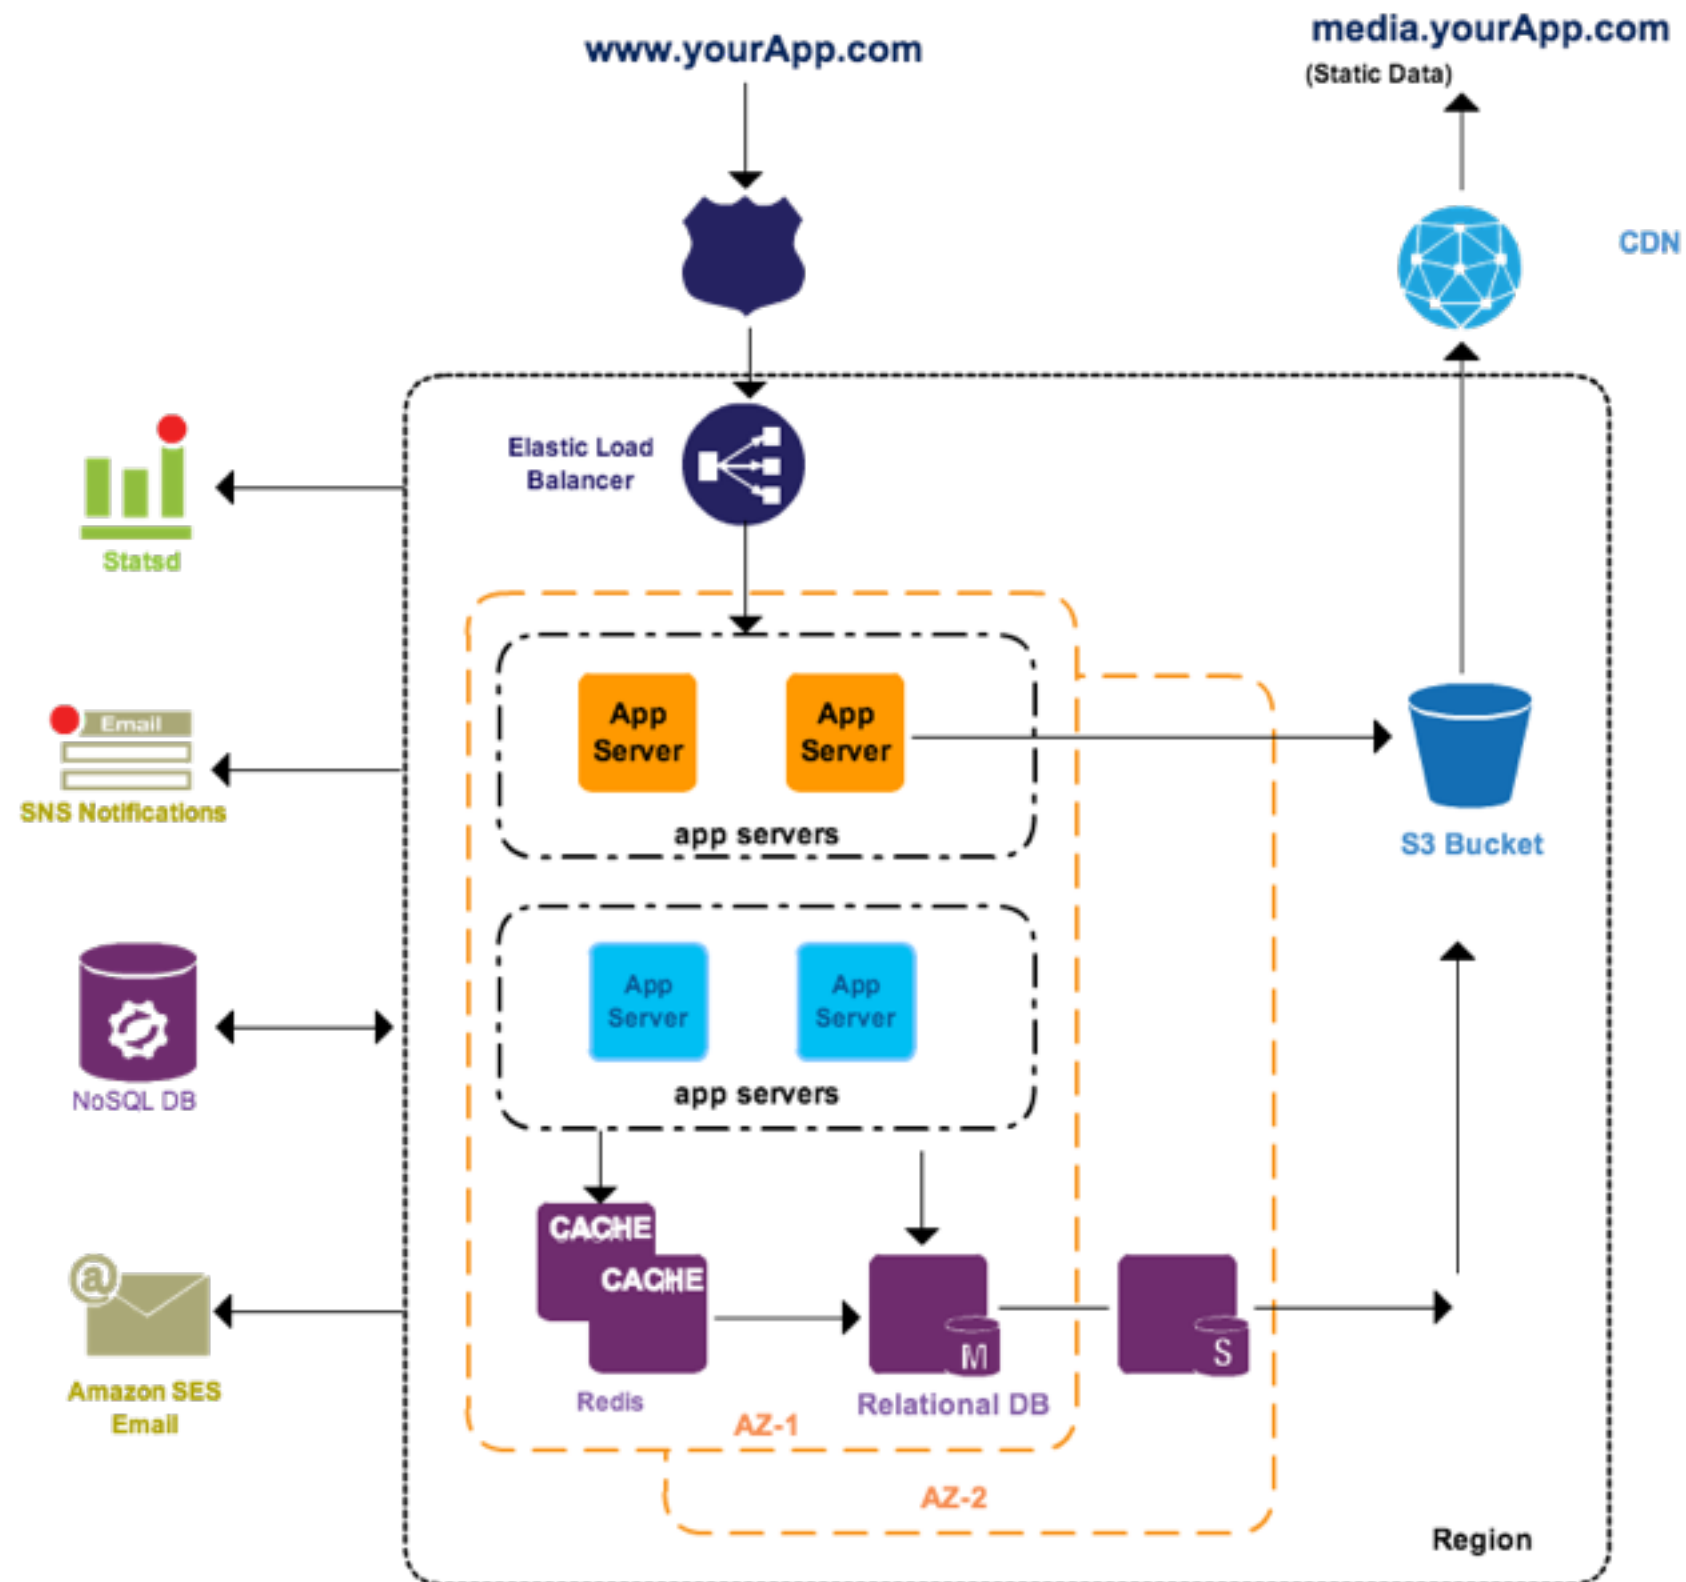 www.yourApp.com
media.yourApp.com
(Static Data)
CDN
Elastic Load
Balancer
Statsd
App
Server
App
Server
app servers
Email
SNS Notifications
S3 Bucket
App
Server
App
Server
app servers
NoSQL DB
CACHE
CACHE
M
S
@
Redis
Relational DB
Amazon SES
Email
AZ-1
AZ-2
Region